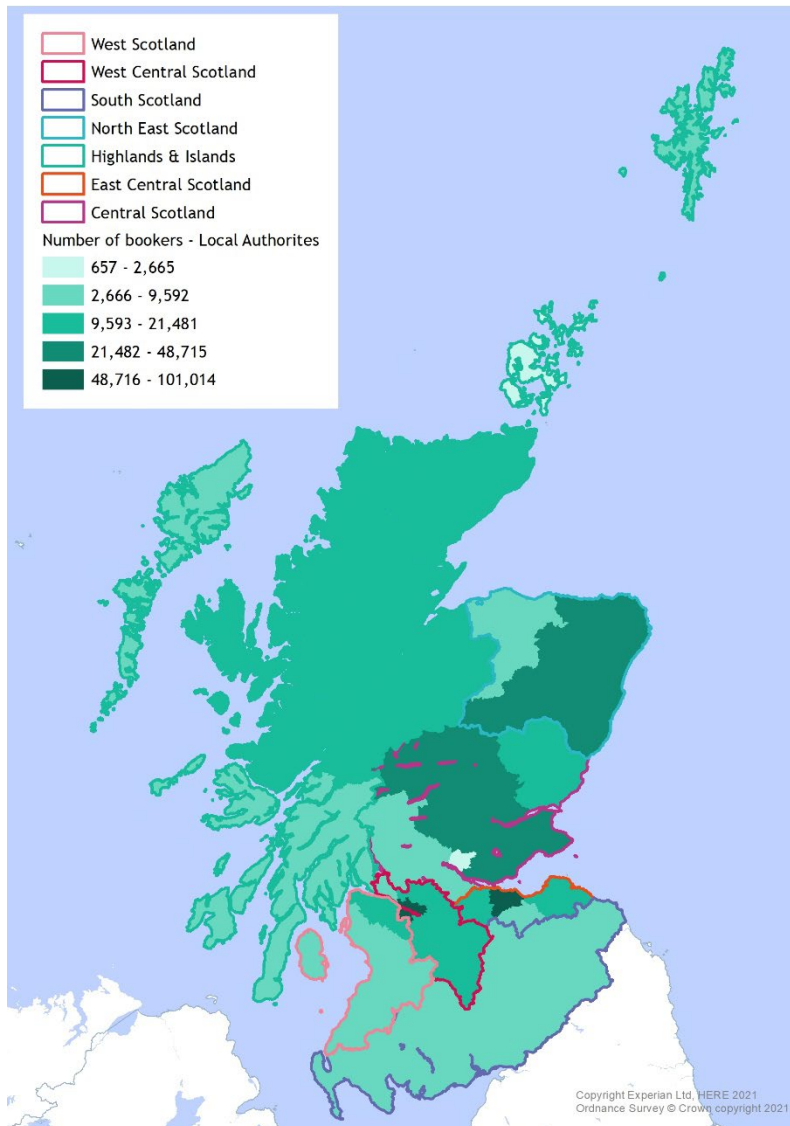 West Scotland
West Central Scotland
South Scotland
North East Scotland
Highlands & Islands
East Central Scotland
Central Scotland
Number of bookers - Local Authorites
657 - 2,665
2,666 - 9,592
9,593 - 21,481
21,482 - 48,715
48,716 - 101,014
Copyright Experian Ltd, HERE 2021
Ordnance Survey © Crown copyright 2021